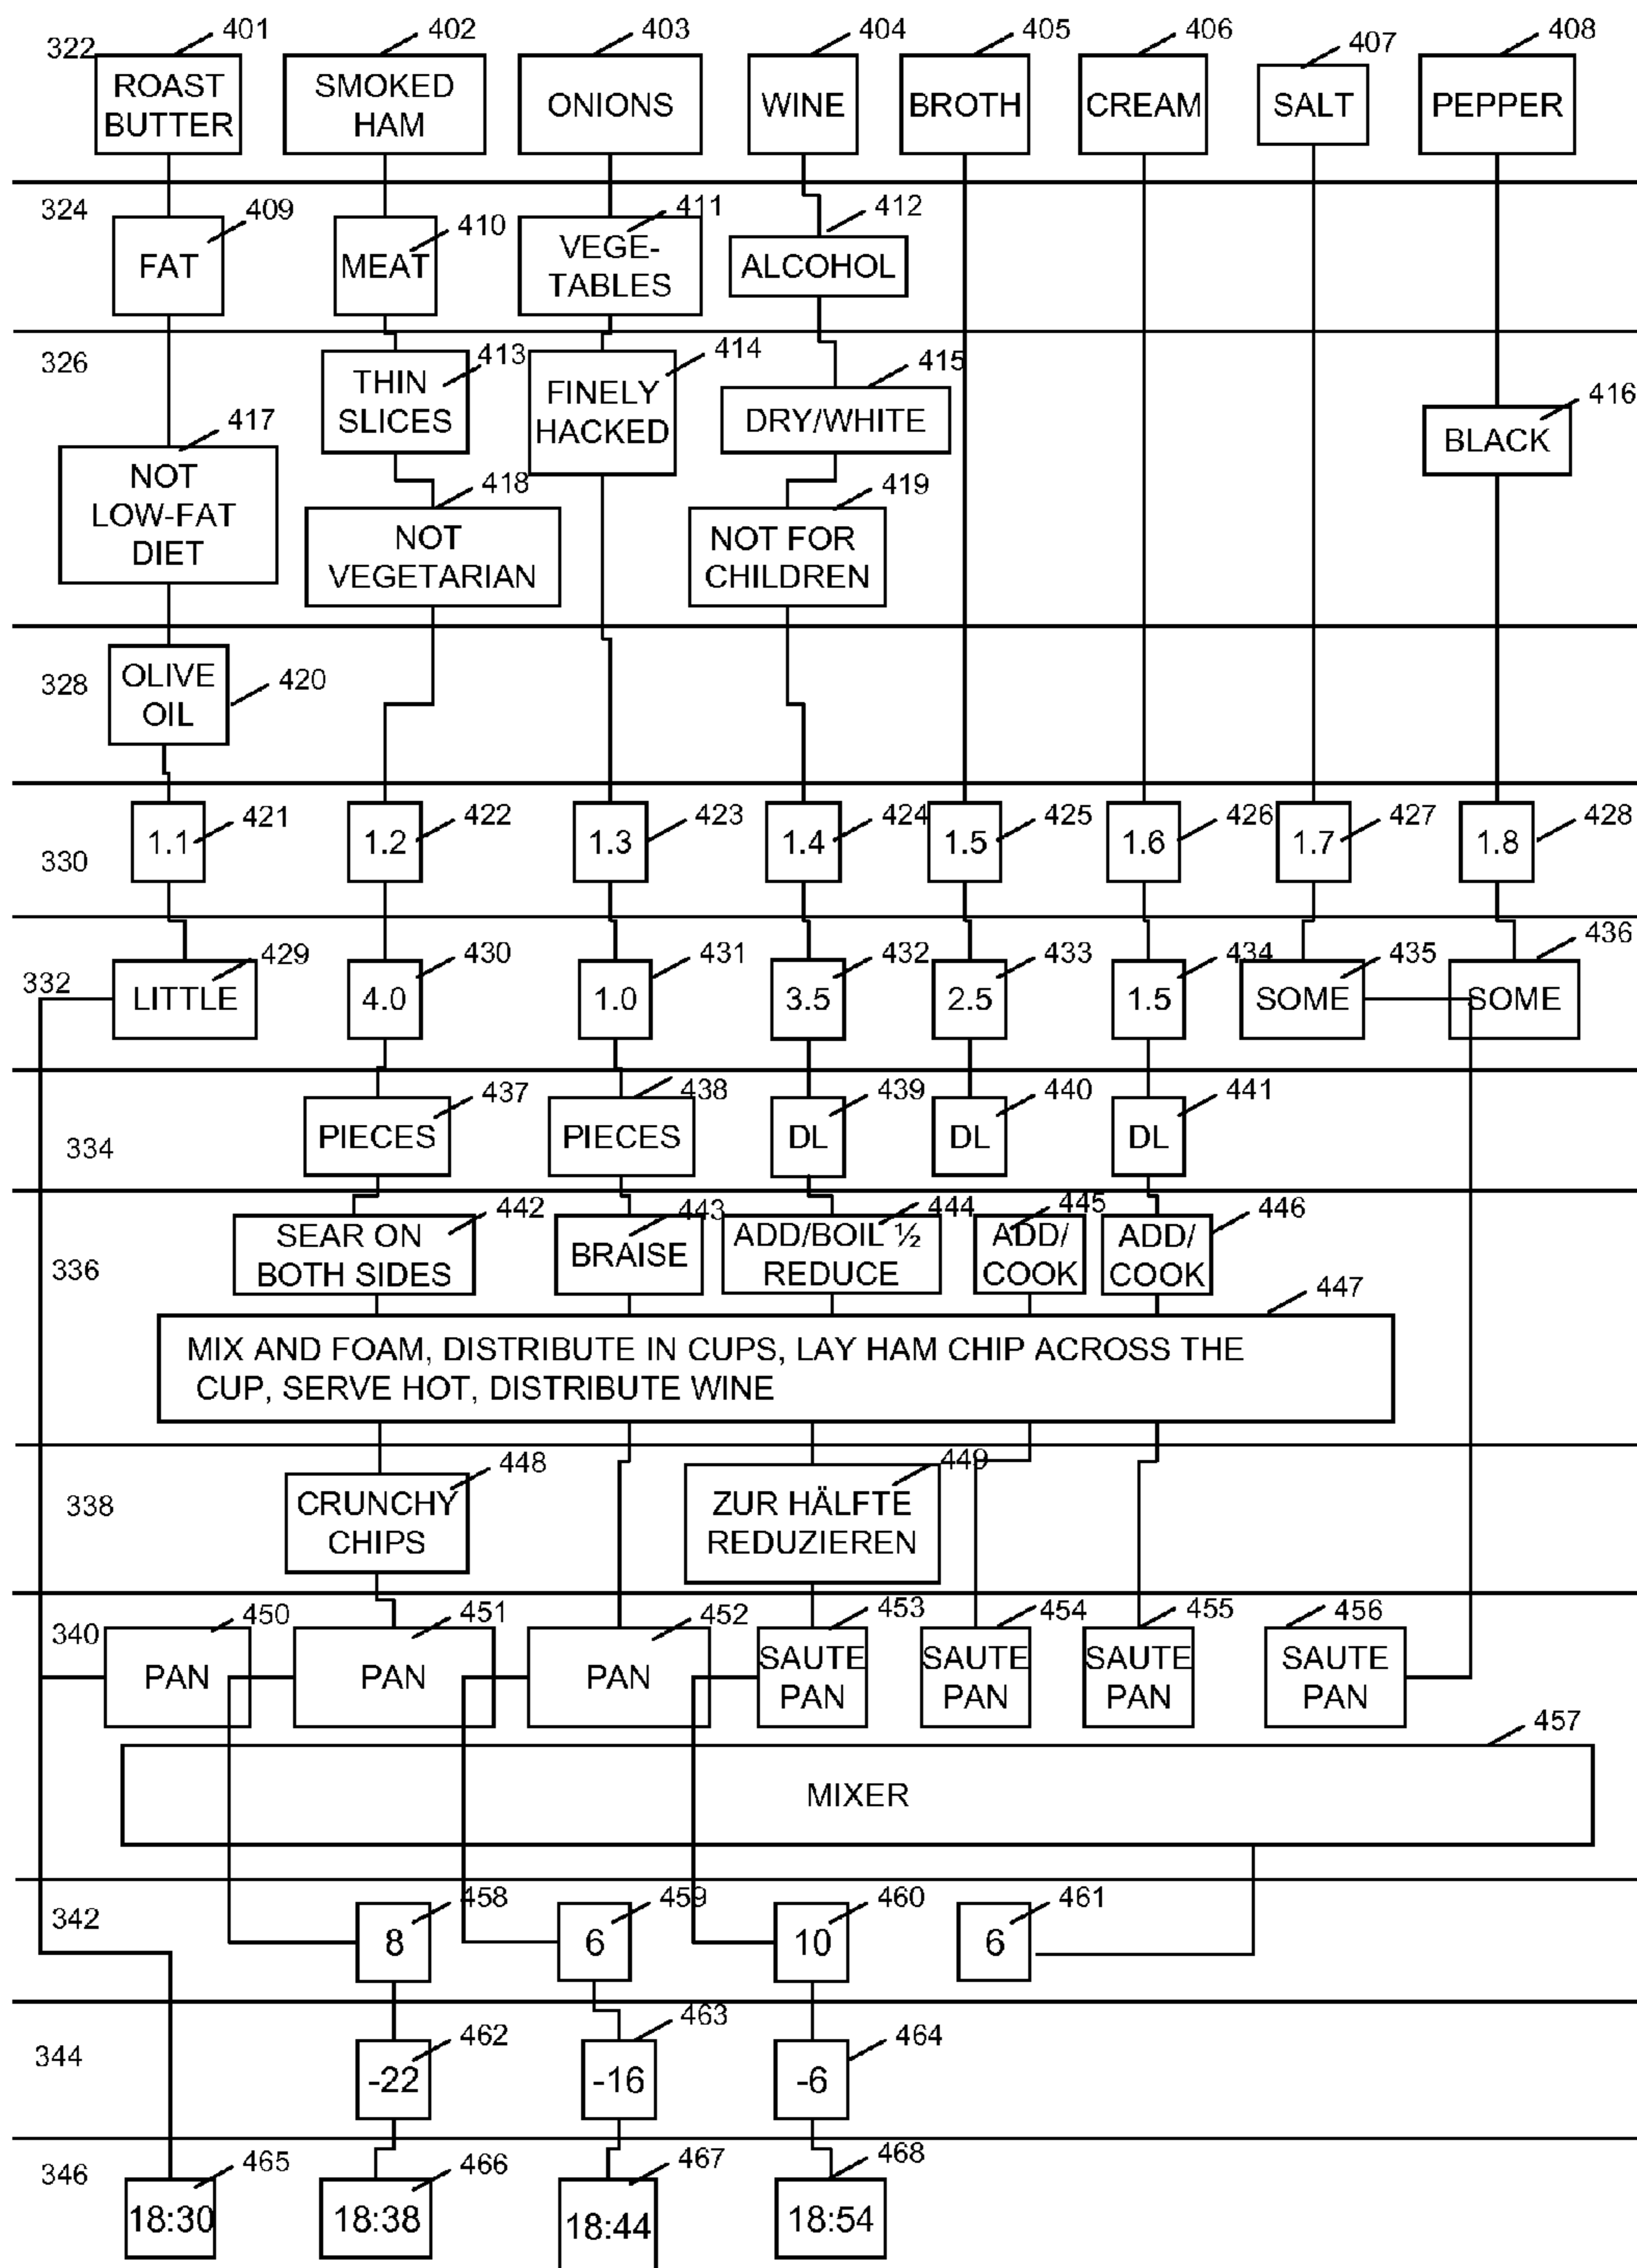 401 402 403 404 405 406 407 408
322
ROAST
BUTTER
SMOKED
HAM
ONIONS
WINE
BROTH
CREAM
SALT
PEPPER
324
409 410 411 412
FAT
MEAT
VEGE-
TABLES
ALCOHOL
326
413 414 415 416
THIN
SLICES
FINELY
HACKED
DRY/WHITE
BLACK
417 418 419
NOT
LOW-FAT
DIET
NOT
VEGETARIAN
NOT FOR
CHILDREN
328
OLIVE
OIL
420
330
1.1 421
1.2 422
1.3 423
1.4 424
1.5 425
1.6 426
1.7 427
1.8 428
332
LITTLE 429
4.0 430
1.0 431
3.5 432
2.5 433
1.5 434
SOME 435
SOME 436
334
PIECES 437
PIECES 438
DL 439
DL 440
DL 441
336
442 443 444 445 446
SEAR ON
BOTH SIDES
BRAISE
ADD/BOIL ½
REDUCE
ADD/
COOK
ADD/
COOK
447
MIX AND FOAM, DISTRIBUTE IN CUPS, LAY HAM CHIP ACROSS THE
CUP, SERVE HOT, DISTRIBUTE WINE
338
448 449
CRUNCHY
CHIPS
ZUR HÄLFTE
REDUZIEREN
340
450 451 452 453 454 455 456
PAN
PAN
PAN
SAUTE
PAN
SAUTE
PAN
SAUTE
PAN
SAUTE
PAN
457
MIXER
342
8 458
6 459
10 460
6 461
344
-22 462
-16 463
-6 464
346
18:30 465
18:38 466
18:44 467
18:54 468